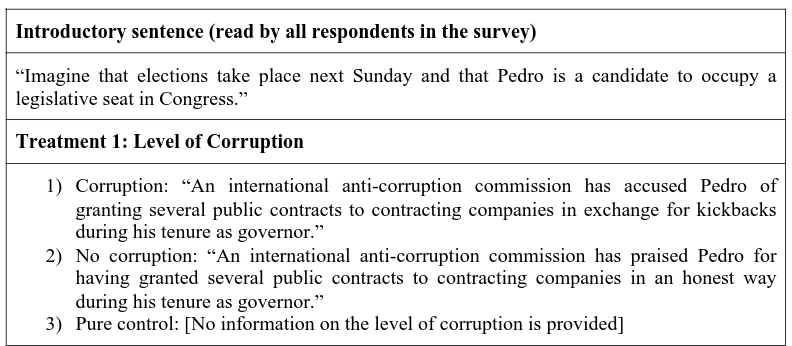 Introductory sentence (read by all respondents in the survey)
“Imagine that elections take place next Sunday and that Pedro is a candidate to occupy a
legislative seat in Congress.”
Treatment 1: Level of Corruption
1) Corruption: “An international anti-corruption commission has accused Pedro of
granting several public contracts to contracting companies in exchange for kickbacks
during his tenure as governor.”
2) No corruption: “An international anti-corruption commission has praised Pedro for
having granted several public contracts to contracting companies in an honest way
during his tenure as governor.”
3) Pure control: [No information on the level of corruption is provided]